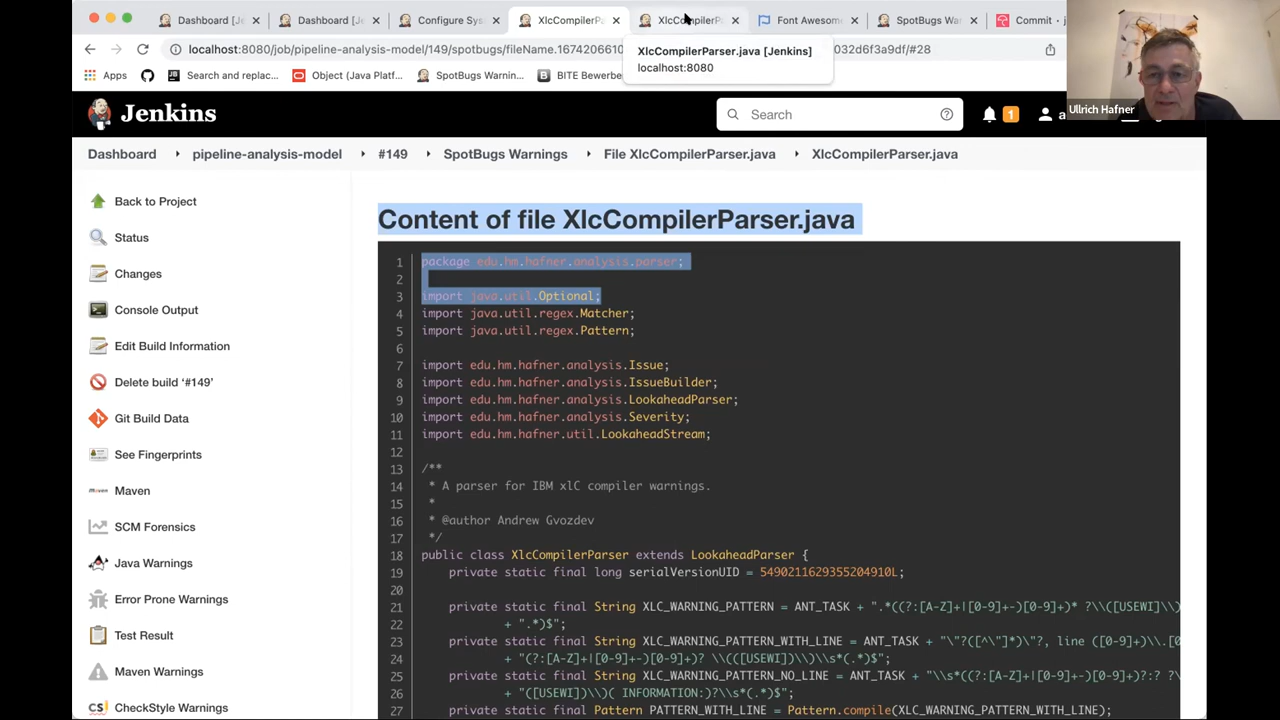 Dashboard [Je
Dashboard [Je
Configure Sys
XlcCompilerPa
XlcCompilerPa
Font Awesom
SpotBugs War
Commit · j
localhost:8080/job/pipeline-analysis-model/149/spotbugs/fileName.1674206610
032d6f3a9df/#28
XlcCompilerParser.java [Jenkins]
localhost:8080
Apps
Search and replac...
Object (Java Platf...
SpotBugs Warnin...
BITE Bewerbe
Ullrich Hafner
Jenkins
Search
1
Dashboard
pipeline-analysis-model
#149
SpotBugs Warnings
File XlcCompilerParser.java
XlcCompilerParser.java
Back to Project
Status
Changes
Console Output
Edit Build Information
Delete build ‘#149’
Git Build Data
See Fingerprints
Maven
SCM Forensics
Java Warnings
Error Prone Warnings
Test Result
Maven Warnings
CheckStyle Warnings
Content of file XlcCompilerParser.java
1 package edu.hm.hafner.analysis.parser;
2
3 import java.util.Optional;
4 import java.util.regex.Matcher;
5 import java.util.regex.Pattern;
6
7 import edu.hm.hafner.analysis.Issue;
8 import edu.hm.hafner.analysis.IssueBuilder;
9 import edu.hm.hafner.analysis.LookaheadParser;
10 import edu.hm.hafner.analysis.Severity;
11 import edu.hm.hafner.util.LookaheadStream;
12
13 /**
14 * A parser for IBM xlC compiler warnings.
15 *
16 * @author Andrew Gvozdev
17 */
18 public class XlcCompilerParser extends LookaheadParser {
19 private static final long serialVersionUID = 5490211629355204910L;
20
21 private static final String XLC_WARNING_PATTERN = ANT_TASK + ".*((?:[A-Z]+|[0-9]+-)[0-9]+)* ?\\([USEWI]\\)
22 + ".*)$";
23 private static final String XLC_WARNING_PATTERN_WITH_LINE = ANT_TASK + "\"?([^\"]*)\"?, line ([0-9]+)\\.[0
24 + "(?:[A-Z]+|[0-9]+-)[0-9]+)? \\(([USEWI])\\)\\s*(.*)$";
25 private static final String XLC_WARNING_PATTERN_NO_LINE = ANT_TASK + "\\s*((?:[A-Z]+|[0-9]+-)[0-9]+)?:? ?\
26 + "([USEWI])\\)( INFORMATION:)?\\s*(.*)$";
27 private static final Pattern PATTERN_WITH_LINE = Pattern.compile(XLC_WARNING_PATTERN_WITH_LINE);